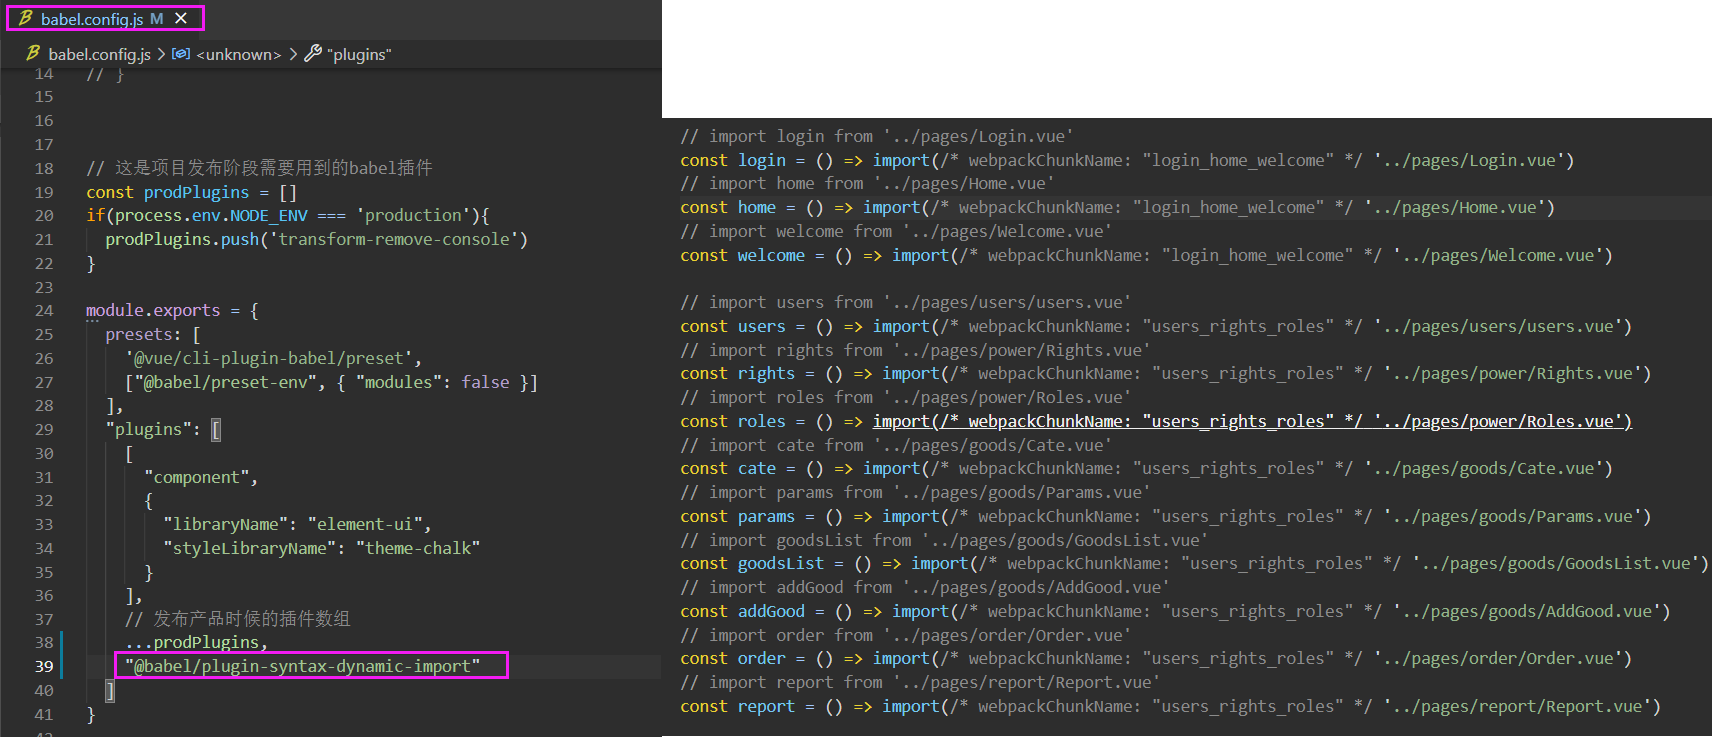 babel.config.js M ×
babel.config.js > <unknown> > "plugins"
14 // }
15
16
17
18 // 这是项目发布阶段需要用到的babel插件
19 const prodPlugins = []
20 if(process.env.NODE_ENV === 'production'){
21 prodPlugins.push('transform-remove-console')
22 }
23
24 module.exports = {
25 presets: [
26 '@vue/cli-plugin-babel/preset',
27 ["@babel/preset-env", { "modules": false }]
28 ],
29 "plugins": [
30 [
31 "component",
32 {
33 "libraryName": "element-ui",
34 "styleLibraryName": "theme-chalk"
35 }
36 ],
37 // 发布产品时候的插件数组
38 ...prodPlugins,
39 "@babel/plugin-syntax-dynamic-import"
40 ]
41 }
// import login from '../pages/Login.vue'
const login = () => import(/* webpackChunkName: "login_home_welcome" */ '../pages/Login.vue')
// import home from '../pages/Home.vue'
const home = () => import(/* webpackChunkName: "login_home_welcome" */ '../pages/Home.vue')
// import welcome from '../pages/Welcome.vue'
const welcome = () => import(/* webpackChunkName: "login_home_welcome" */ '../pages/Welcome.vue')
// import users from '../pages/users/users.vue'
const users = () => import(/* webpackChunkName: "users_rights_roles" */ '../pages/users/users.vue')
// import rights from '../pages/power/Rights.vue'
const rights = () => import(/* webpackChunkName: "users_rights_roles" */ '../pages/power/Rights.vue')
// import roles from '../pages/power/Roles.vue'
const roles = () => import(/* webpackChunkName: "users_rights_roles" */ '../pages/power/Roles.vue')
// import cate from '../pages/goods/Cate.vue'
const cate = () => import(/* webpackChunkName: "users_rights_roles" */ '../pages/goods/Cate.vue')
// import params from '../pages/goods/Params.vue'
const params = () => import(/* webpackChunkName: "users_rights_roles" */ '../pages/goods/Params.vue')
// import goodsList from '../pages/goods/GoodsList.vue'
const goodsList = () => import(/* webpackChunkName: "users_rights_roles" */ '../pages/goods/GoodsList.vue')
// import addGood from '../pages/goods/AddGood.vue'
const addGood = () => import(/* webpackChunkName: "users_rights_roles" */ '../pages/goods/AddGood.vue')
// import order from '../pages/order/Order.vue'
const order = () => import(/* webpackChunkName: "users_rights_roles" */ '../pages/order/Order.vue')
// import report from '../pages/report/Report.vue'
const report = () => import(/* webpackChunkName: "users_rights_roles" */ '../pages/report/Report.vue')